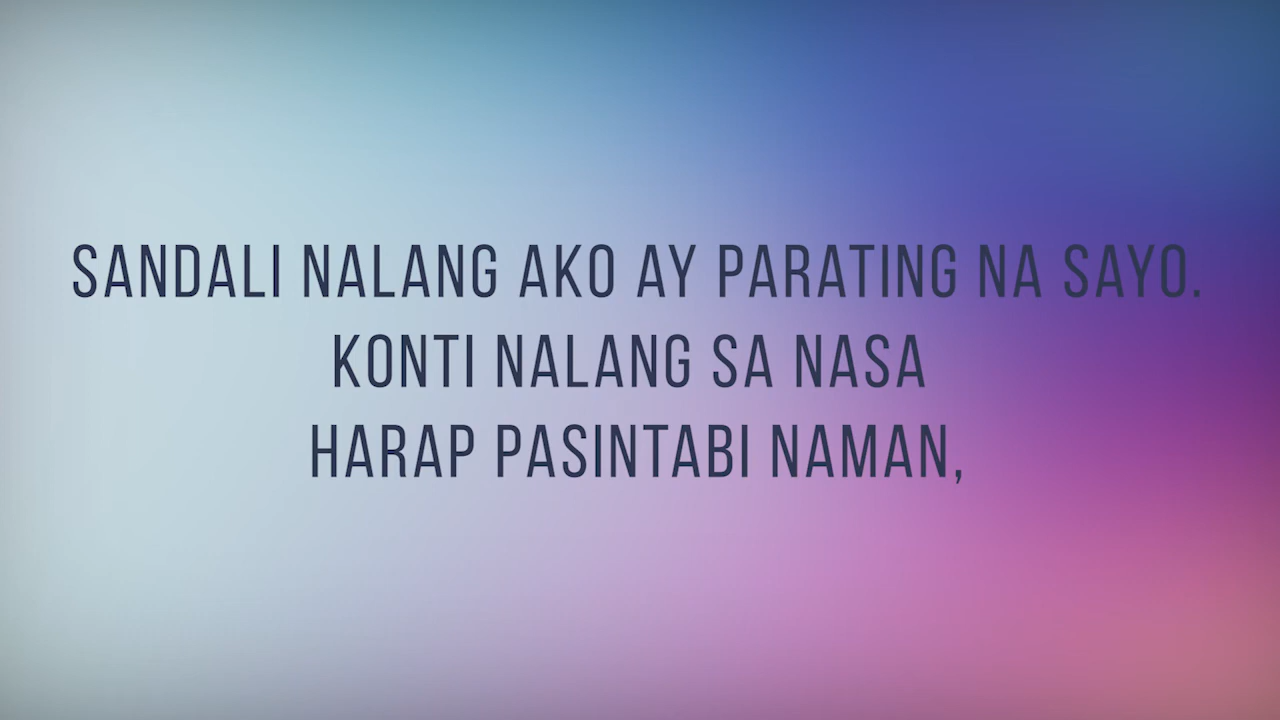 SANDALI NALANG AKO AY PARATING NA SAYO.
KONTI NALANG SA NASA
HARAP PASINTABI NAMAN,